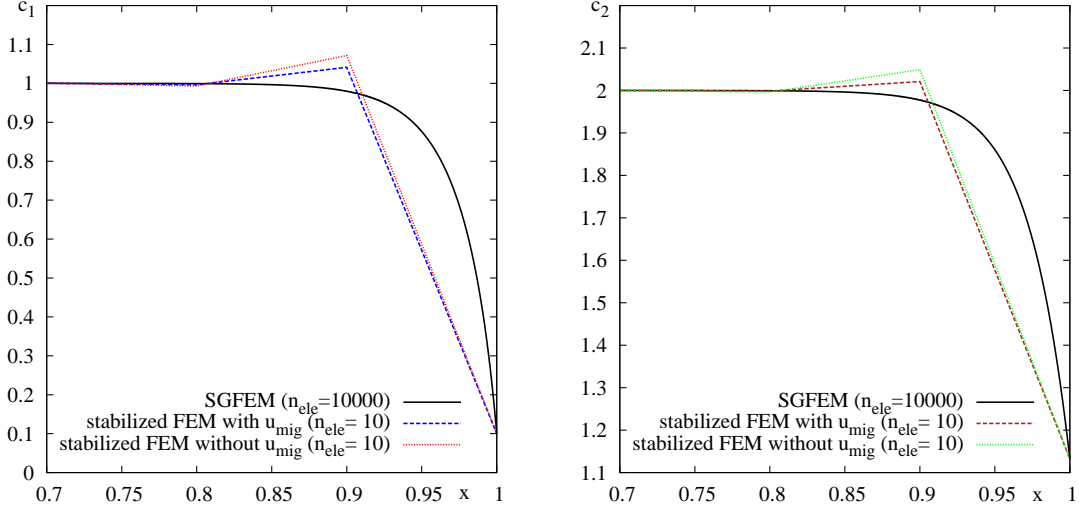 c1
1.1
1
0.9
0.8
0.7
0.6
0.5
0.4
0.3
0.2
0.1
0
SGFEM (nele=10000)
stabilized FEM with umig (nele= 10)
stabilized FEM without umig (nele= 10)
0.7 0.75 0.8 0.85 0.9 0.95 x 1
c2
2.1
2
1.9
1.8
1.7
1.6
1.5
1.4
1.3
1.2
1.1
SGFEM (nele=10000)
stabilized FEM with umig (nele= 10)
stabilized FEM without umig (nele= 10)
0.7 0.75 0.8 0.85 0.9 0.95 x 1